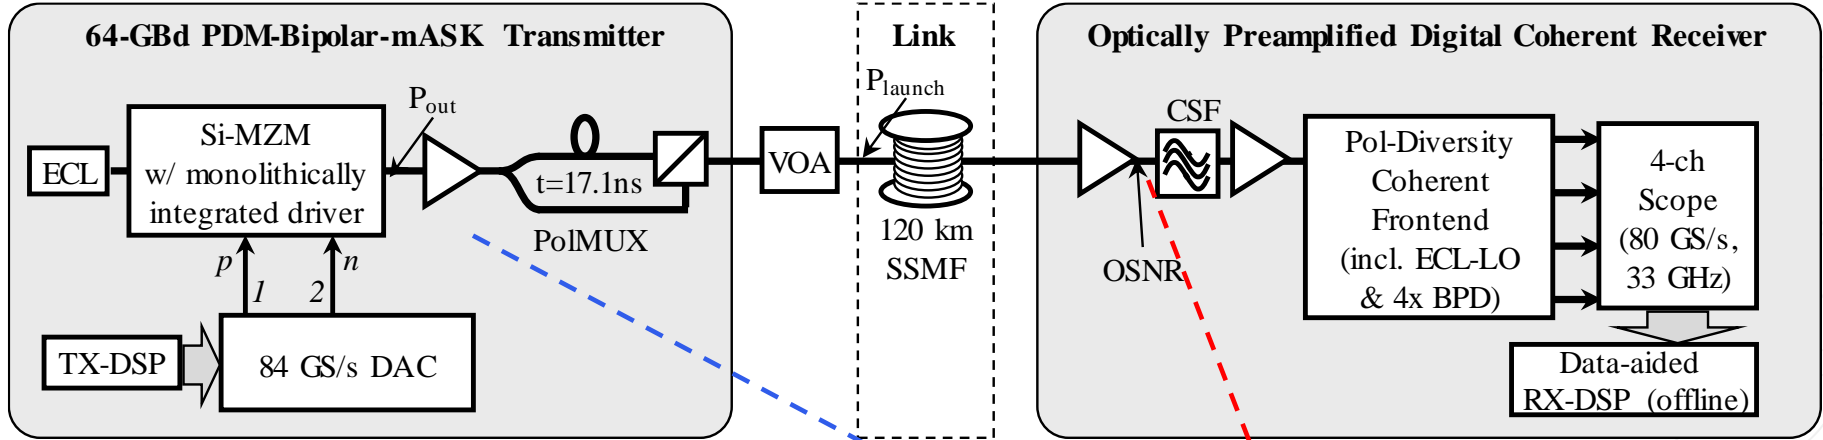 64-GBd PDM-Bipolar-mASK Transmitter
ECL
Si-MZM
w/ monolithically
integrated driver
Pout
t=17.1ns
PolMUX
p
1
2
n
TX-DSP
84 GS/s DAC
VOA
Link
Plaunch
120 km
SSMF
Optically Preamplified Digital Coherent Receiver
CSF
OSNR
Pol-Diversity
Coherent
Frontend
(incl. ECL-LO
& 4x BPD)
4-ch
Scope
(80 GS/s,
33 GHz)
Data-aided
RX-DSP (offline)